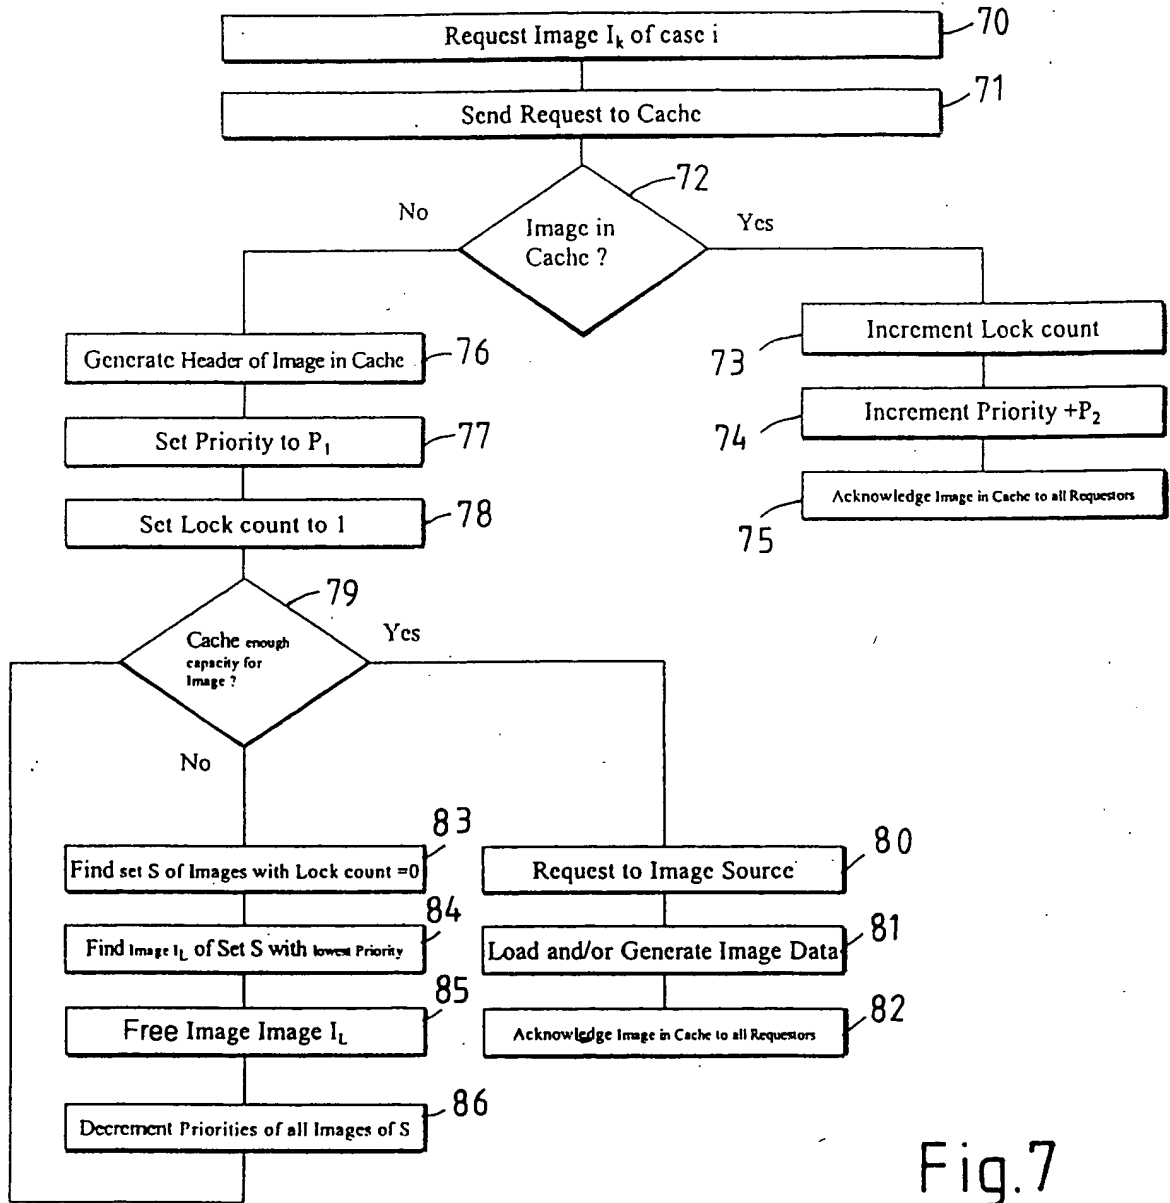 Request Image Ik of case i
70
Send Request to Cache
71
72
No
Image in
Cache ?
Yes
Generate Header of Image in Cache
76
73
Increment Lock count
Set Priority to P1
77
74
Increment Priority +P2
Set Lock count to 1
78
75
Acknowledge Image in Cache to all Requestors
79
Cache enough
capacity for
Image ?
Yes
No
83
Find set S of Images with Lock count =0
80
Request to Image Source
84
Find Image IL of Set S with lowest Priority
81
Load and/or Generate Image Data
85
Free Image Image IL
82
Acknowledge Image in Cache to all Requestors
86
Decrement Priorities of all Images of S
Fig.7